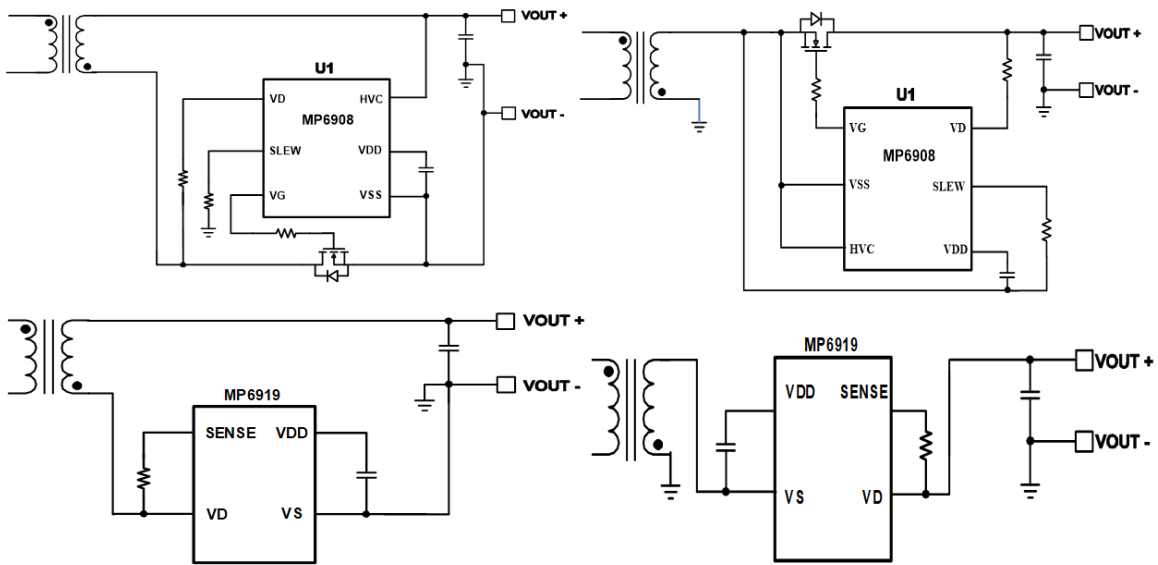 VOUT +
U1
VD
HVC
MP6908
SLEW
VDD
VG
VSS
VOUT -
VOUT +
U1
VG
VD
MP6908
VSS
SLEW
HVC
VDD
VOUT -
VOUT +
VOUT -
MP6919
SENSE
VDD
VD
VS
MP6919
VDD
SENSE
VS
VD
VOUT +
VOUT -